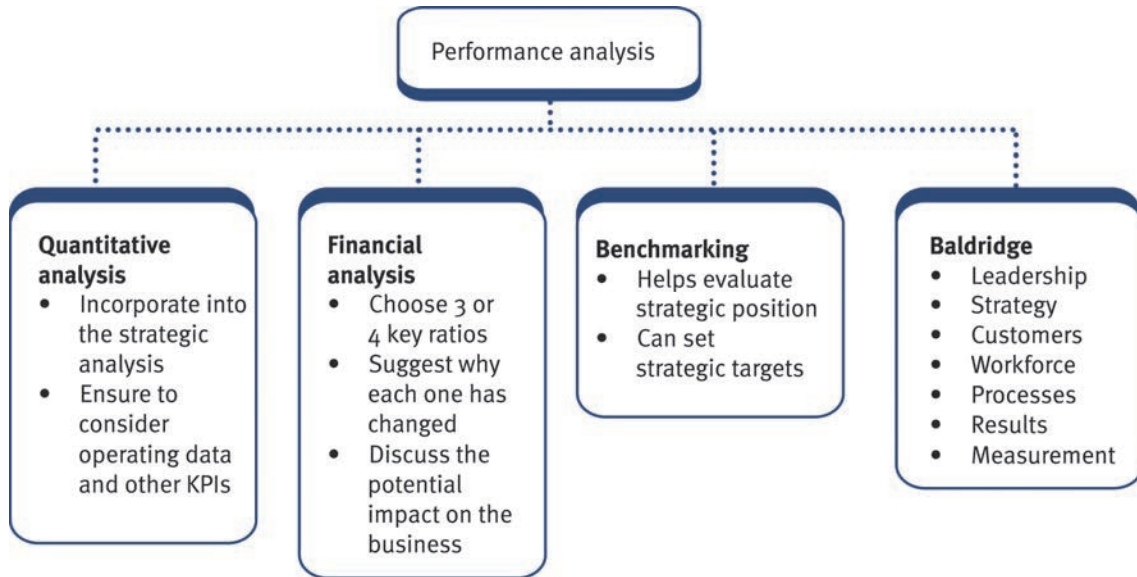 Performance analysis
Quantitative
analysis
• Incorporate into
the strategic
analysis
• Ensure to
consider
operating data
and other KPIs
Financial
analysis
• Choose 3 or
4 key ratios
• Suggest why
each one has
changed
• Discuss the
potential
impact on the
business
Benchmarking
• Helps evaluate
strategic position
• Can set
strategic targets
Baldridge
• Leadership
• Strategy
• Customers
• Workforce
• Processes
• Results
• Measurement